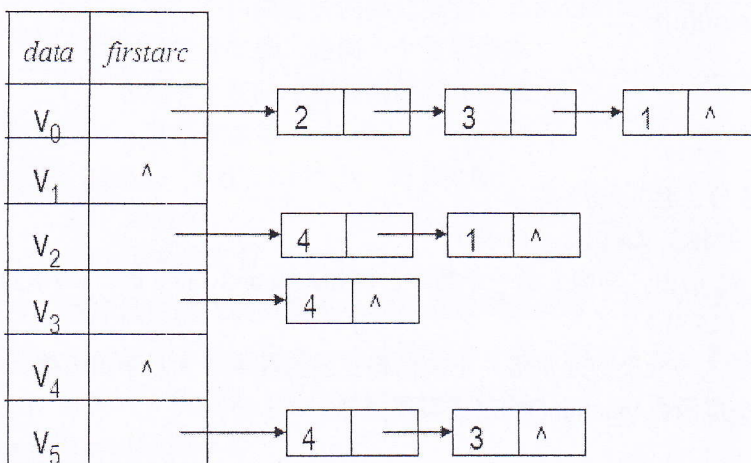 data firstarc
V0 2 3 1 ^
V1 ^
V2 4 1 ^
V3 4 ^
V4 ^
V5 4 3 ^